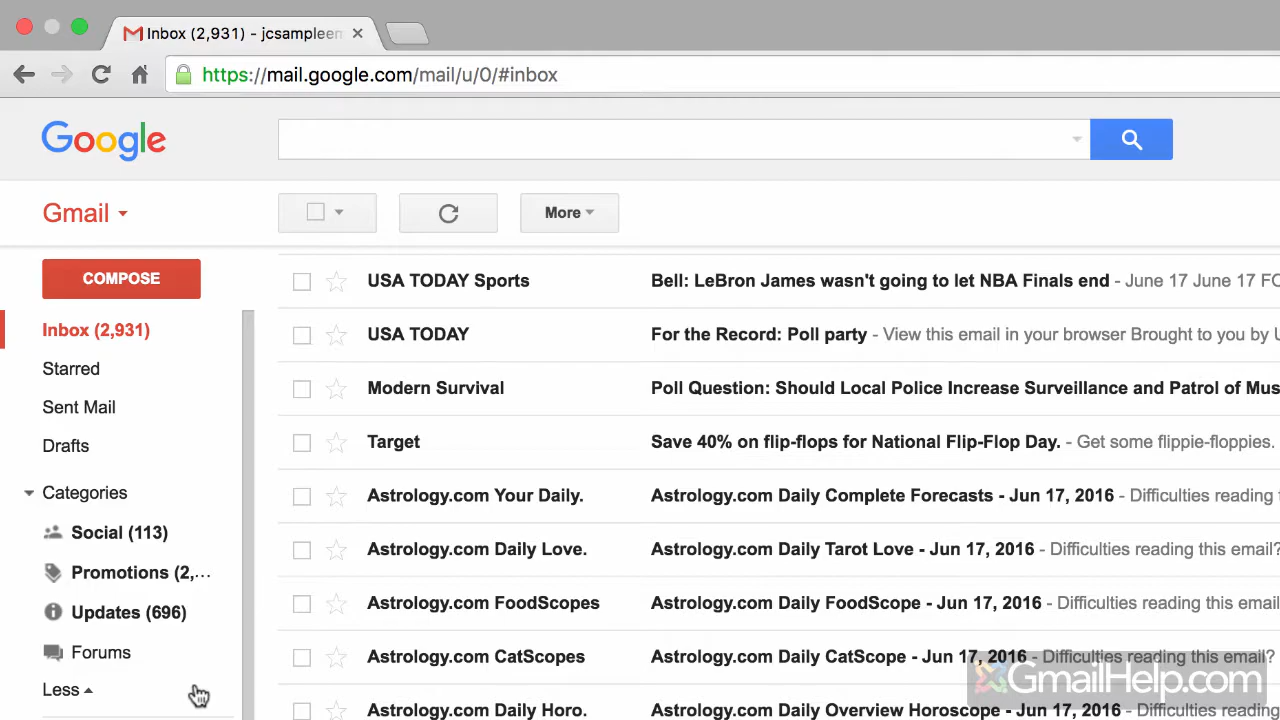 Inbox (2,931) - jcsampleem
https://mail.google.com/mail/u/0/#inbox
Google
Gmail
More
COMPOSE
Inbox (2,931)
Starred
Sent Mail
Drafts
Categories
Social (113)
Promotions (2,...
Updates (696)
Forums
Less
USA TODAY Sports Bell: LeBron James wasn't going to let NBA Finals end - June 17 June 17 FO
USA TODAY For the Record: Poll party - View this email in your browser Brought to you by U
Modern Survival Poll Question: Should Local Police Increase Surveillance and Patrol of Mus
Target Save 40% on flip-flops for National Flip-Flop Day. - Get some flippie-floppies.
Astrology.com Your Daily. Astrology.com Daily Complete Forecasts - Jun 17, 2016 - Difficulties reading
Astrology.com Daily Love. Astrology.com Daily Tarot Love - Jun 17, 2016 - Difficulties reading this email?
Astrology.com FoodScopes Astrology.com Daily FoodScope - Jun 17, 2016 - Difficulties reading this email
Astrology.com CatScopes Astrology.com Daily CatScope - Jun 17, 2016 - Difficulties reading this email?
Astrology.com Daily Horo. Astrology.com Daily Overview Horoscope - Jun 17, 2016 - Difficulties reading
GmailHelp.com